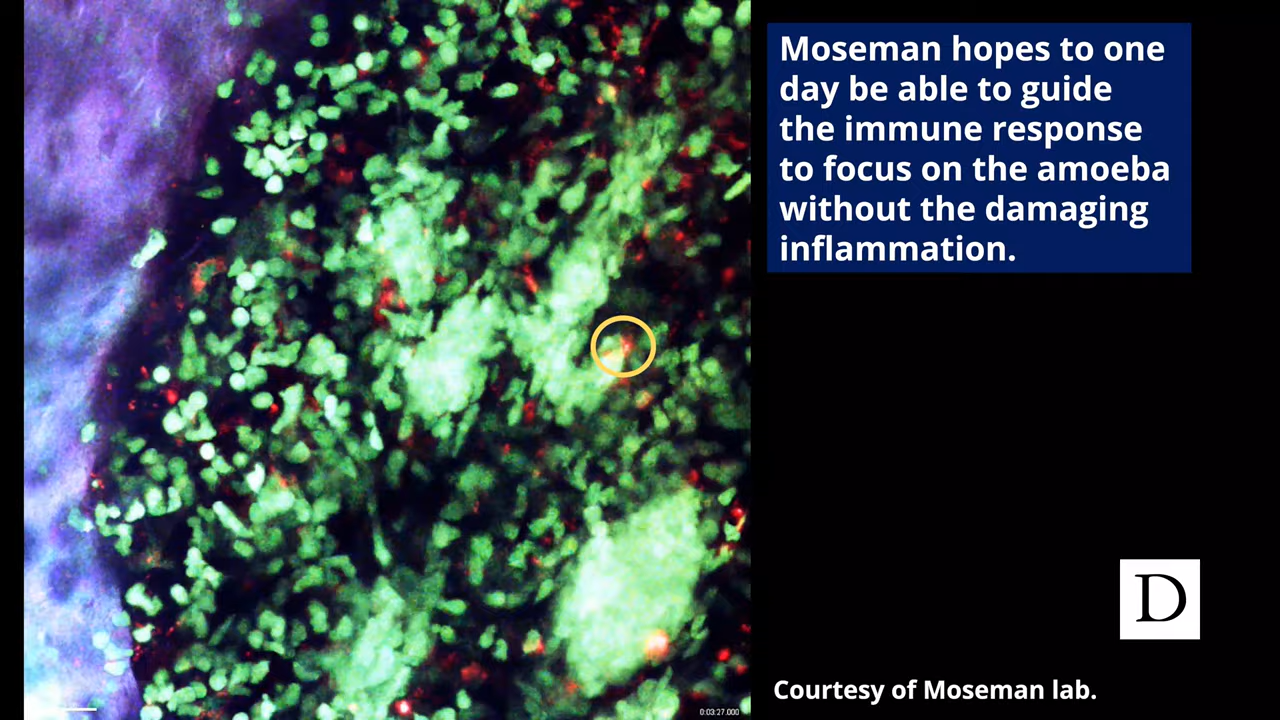 Moseman hopes to one
day be able to guide
the immune response
to focus on the amoeba
without the damaging
inflammation.
D
Courtesy of Moseman lab.
0:03:27.000